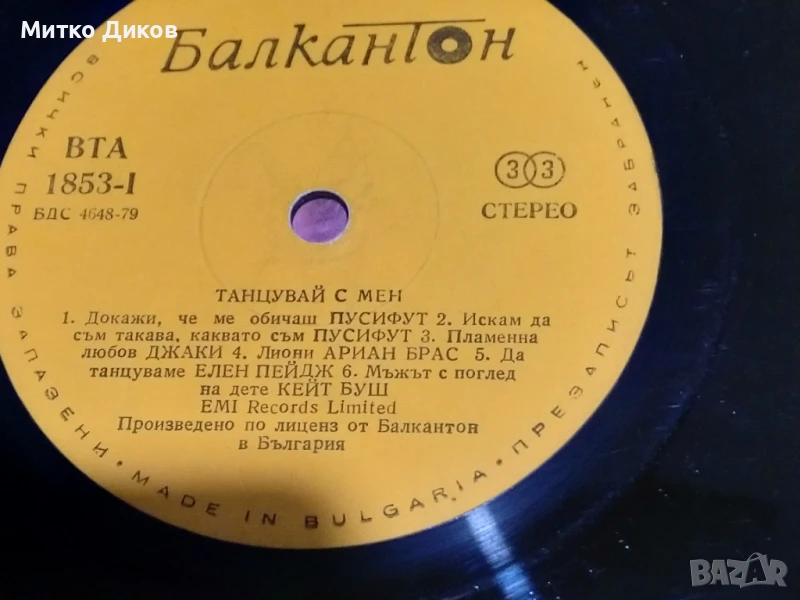 Митко Диков
Балкантон
ВТА
1853-I
БДС 4648-79
33
СТЕРЕО
ТАНЦУВАЙ С МЕН
1. Докажи, че ме обичаш ПУСИФУТ 2. Искам да
съм такава, каквато съм ПУСИФУТ 3. Пламенна
любов ДЖАКИ 4. Лиони АРИАН БРАС 5. Да
танцуваме ЕЛЕН ПЕЙДЖ 6. Мъжът с поглед
на дете КЕЙТ БУШ
EMI Records Limited
Произведено по лиценз от Балкантон
в България
ВСИЧКИ ПРАВА ЗАПАЗЕНИ • MADE IN BULGARIA • ПРЕЗАПИСЪТ ЗАБРАНЕН
BAZAR